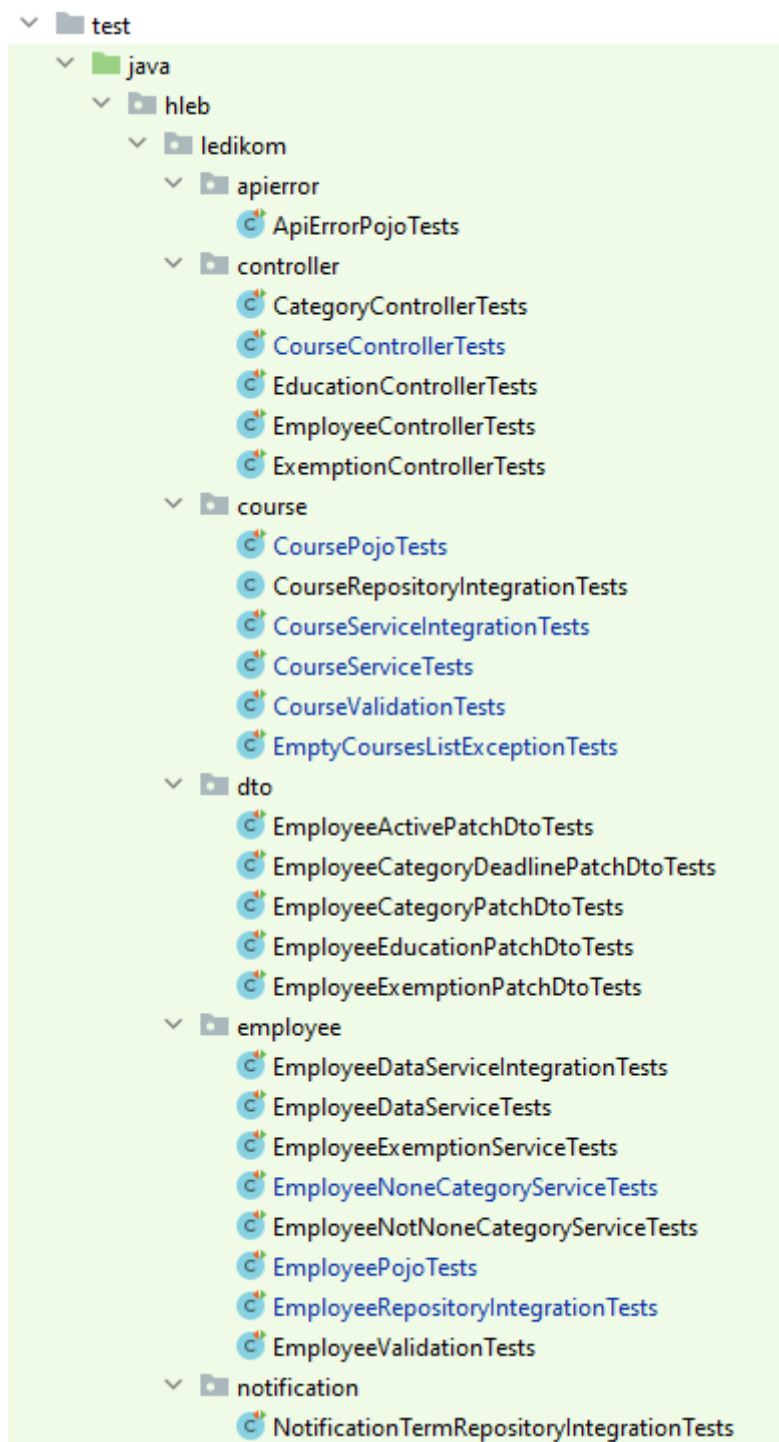 test
java
hleb
ledikom
apierror
ApiErrorPojoTests
controller
CategoryControllerTests
CourseControllerTests
EducationControllerTests
EmployeeControllerTests
ExemptionControllerTests
course
CoursePojoTests
CourseRepositoryIntegrationTests
CourseServiceIntegrationTests
CourseServiceTests
CourseValidationTests
EmptyCoursesListExceptionTests
dto
EmployeeActivePatchDtoTests
EmployeeCategoryDeadlinePatchDtoTests
EmployeeCategoryPatchDtoTests
EmployeeEducationPatchDtoTests
EmployeeExemptionPatchDtoTests
employee
EmployeeDataServiceIntegrationTests
EmployeeDataServiceTests
EmployeeExemptionServiceTests
EmployeeNoneCategoryServiceTests
EmployeeNotNoneCategoryServiceTests
EmployeePojoTests
EmployeeRepositoryIntegrationTests
EmployeeValidationTests
notification
NotificationTermRepositoryIntegrationTests